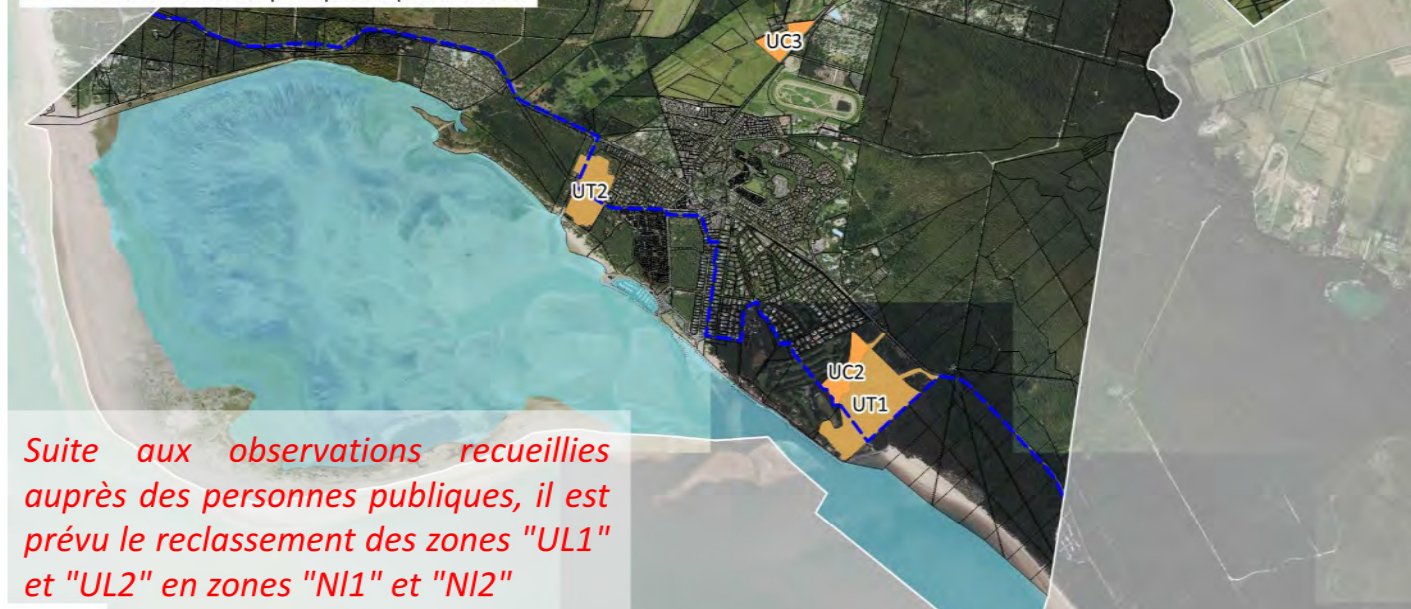 UC3
UT2
UC2
UT1
Suite aux observations recueillies
auprès des personnes publiques, il est
prévu le reclassement des zones "UL1"
et "UL2" en zones "Nl1" et "Nl2"